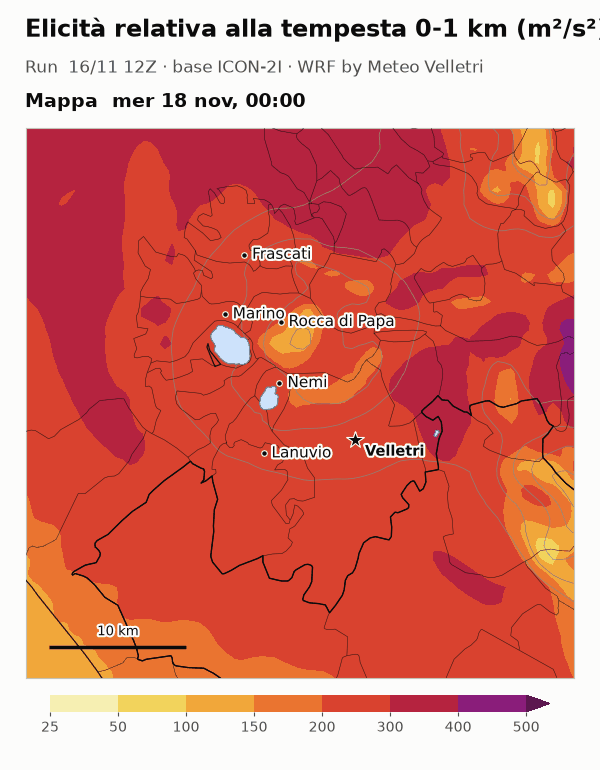 Elicità relativa alla tempesta 0-1 km (m²/s²)
Run 16/11 12Z · base ICON-2I · WRF by Meteo Velletri
Mappa mer 18 nov, 00:00
Frascati
Marino
Rocca di Papa
Nemi
Velletri
Lanuvio
10 km
25 50 100 150 200 300 400 500